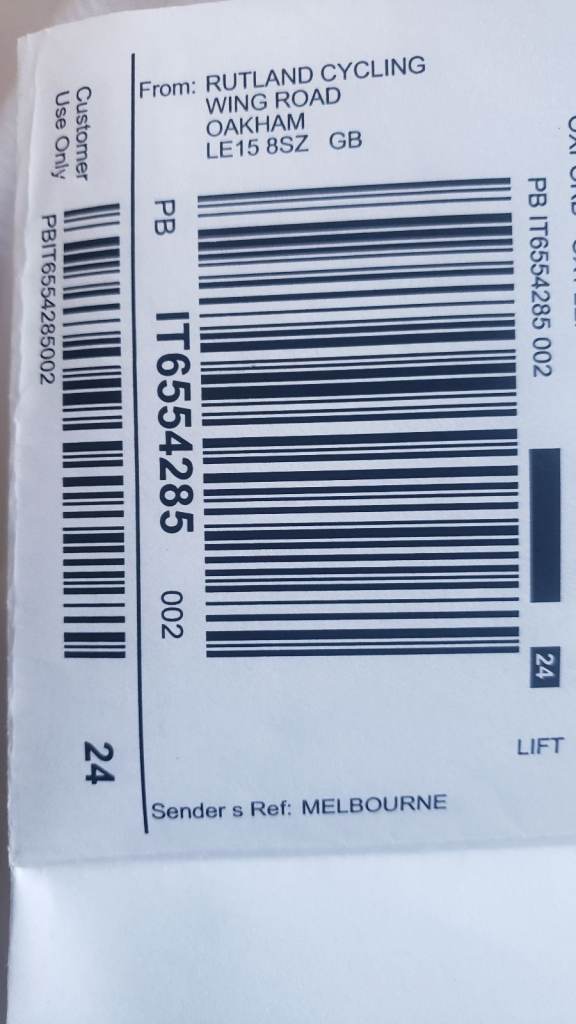 Customer
Use Only
PBIT6554285002
24
From: RUTLAND CYCLING
WING ROAD
OAKHAM
LE15 8SZ GB
PB IT6554285 002
PB IT6554285 002
24
LIFT
Sender s Ref: MELBOURNE